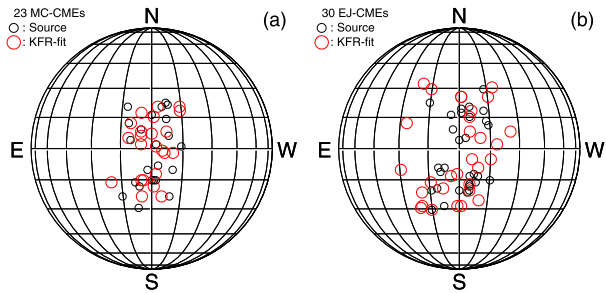 23 MC-CMEs
: Source
: KFR-fit
N
(a)
E
W
S
30 EJ-CMEs
: Source
: KFR-fit
N
(b)
E
W
S